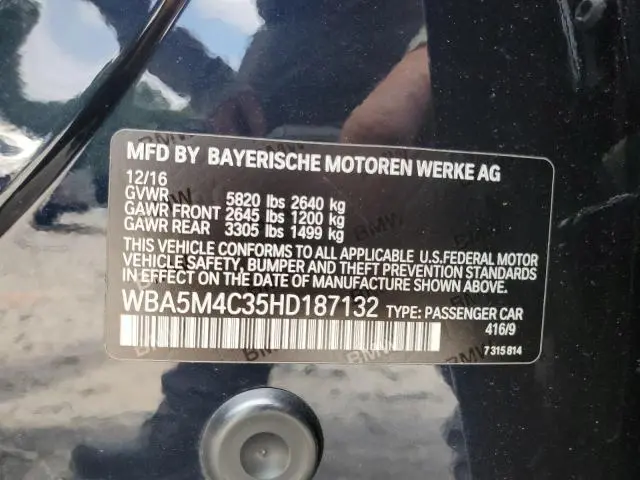 MFD BY BAYERISCHE MOTOREN WERKE AG
12/16
GVWR 5820 lbs 2640 kg
GAWR FRONT 2645 lbs 1200 kg
GAWR REAR 3305 lbs 1499 kg
THIS VEHICLE CONFORMS TO ALL APPLICABLE U.S.FEDERAL MOTOR
VEHICLE SAFETY, BUMPER AND THEFT PREVENTION STANDARDS
IN EFFECT ON THE DATE OF MANUFACTURE SHOWN ABOVE.
WBA5M4C35HD187132 TYPE: PASSENGER CAR
416/9
7315814